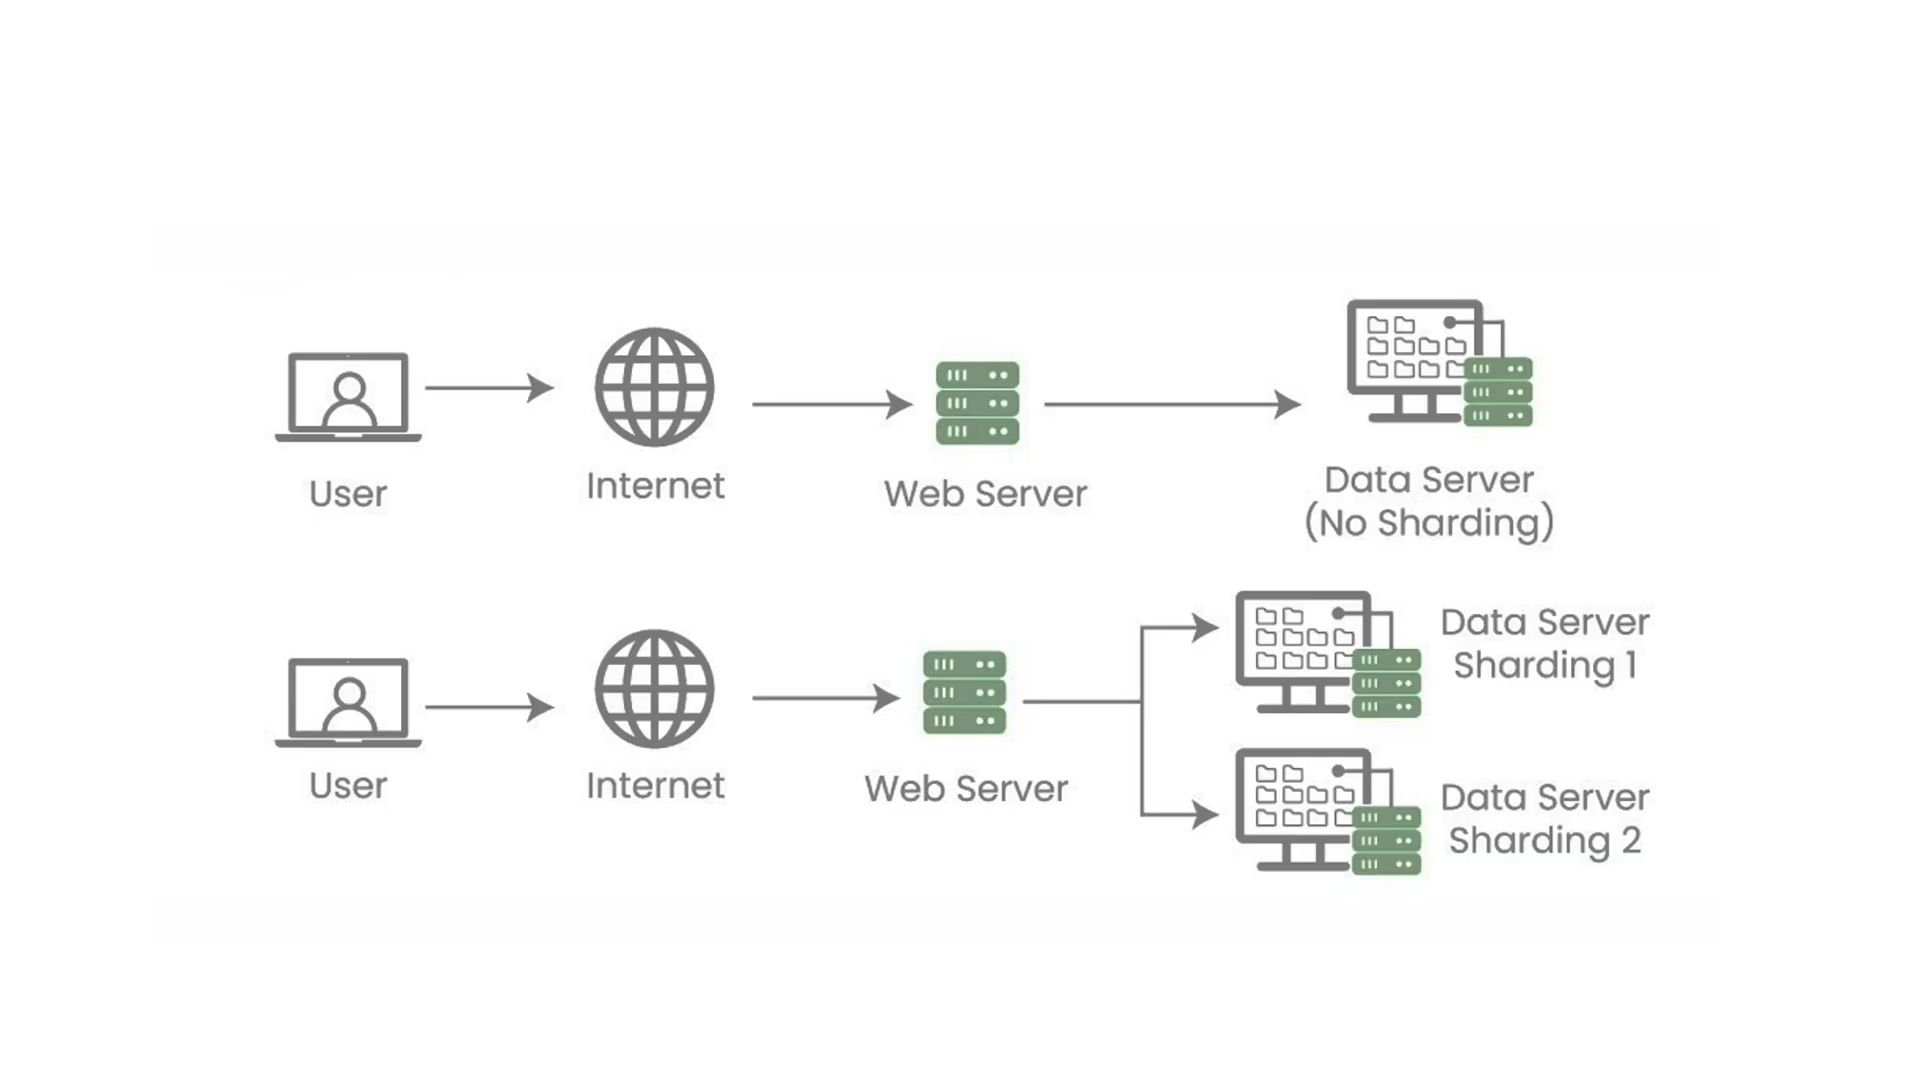 User
Internet
Web Server
Data Server
(No Sharding)
User
Internet
Web Server
Data Server
Sharding 1
Data Server
Sharding 2